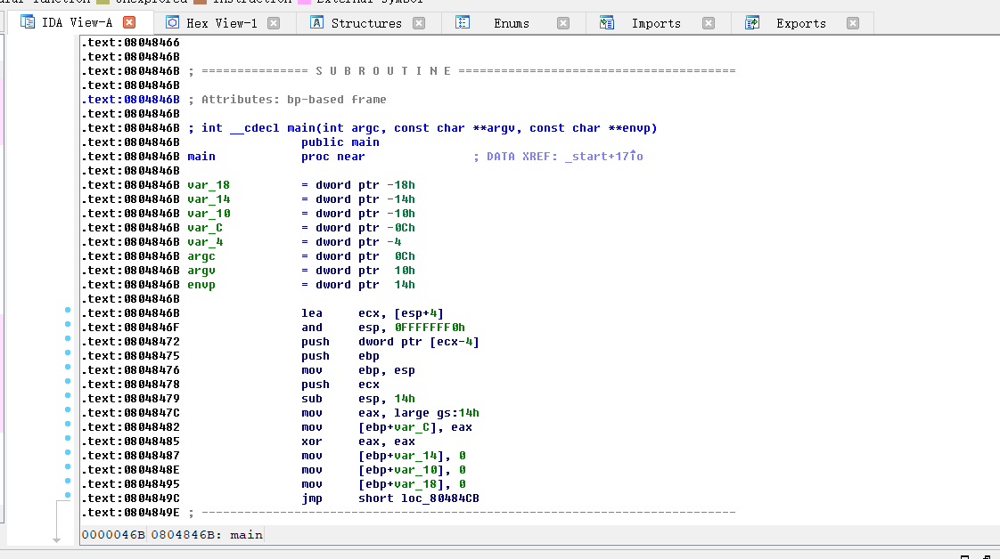 IDA View-A Hex View-1 Structures Enums Imports Exports
.text:08048466
.text:0804846B
.text:0804846B ; =============== S U B R O U T I N E =======================================
.text:0804846B
.text:0804846B ; Attributes: bp-based frame
.text:0804846B
.text:0804846B ; int __cdecl main(int argc, const char **argv, const char **envp)
.text:0804846B public main
.text:0804846B main proc near ; DATA XREF: _start+17↑o
.text:0804846B
.text:0804846B var_18 = dword ptr -18h
.text:0804846B var_14 = dword ptr -14h
.text:0804846B var_10 = dword ptr -10h
.text:0804846B var_C = dword ptr -0Ch
.text:0804846B var_4 = dword ptr -4
.text:0804846B argc = dword ptr 0Ch
.text:0804846B argv = dword ptr 10h
.text:0804846B envp = dword ptr 14h
.text:0804846B
.text:0804846B lea ecx, [esp+4]
.text:0804846F and esp, 0FFFFFFF0h
.text:08048472 push dword ptr [ecx-4]
.text:08048475 push ebp
.text:08048476 mov ebp, esp
.text:08048478 push ecx
.text:08048479 sub esp, 14h
.text:0804847C mov eax, large gs:14h
.text:08048482 mov [ebp+var_C], eax
.text:08048485 xor eax, eax
.text:08048487 mov [ebp+var_14], 0
.text:0804848E mov [ebp+var_10], 0
.text:08048495 mov [ebp+var_18], 0
.text:0804849C jmp short loc_80484CB
.text:0804849E ; ---------------------------------------------------------------------------
0000046B 0804846B: main